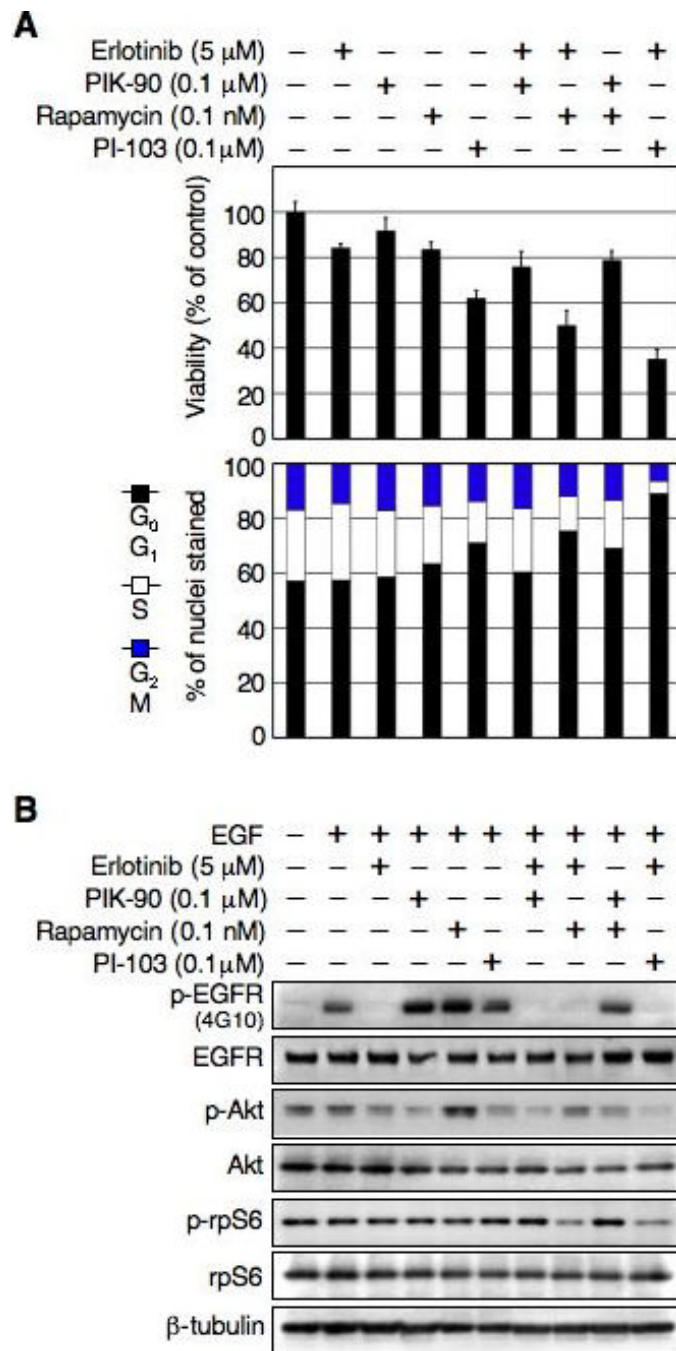 A
Erlotinib (5 μM) – + – – – + + – +
PIK-90 (0.1 μM) – – + – – + – + –
Rapamycin (0.1 nM) – – – + – – + + –
PI-103 (0.1μM) – – – – + – – – +
Viability (% of control)
100
80
60
40
20
0
% of nuclei stained
100
80
60
40
20
0
G₀
G₁
S
G₂
M
B
EGF – + + + + + + + + +
Erlotinib (5 μM) – – + – – – + + – +
PIK-90 (0.1 μM) – – – + – – + – + –
Rapamycin (0.1 nM) – – – – + – – + + –
PI-103 (0.1μM) – – – – – + – – – +
p-EGFR
(4G10)
EGFR
p-Akt
Akt
p-rpS6
rpS6
β-tubulin